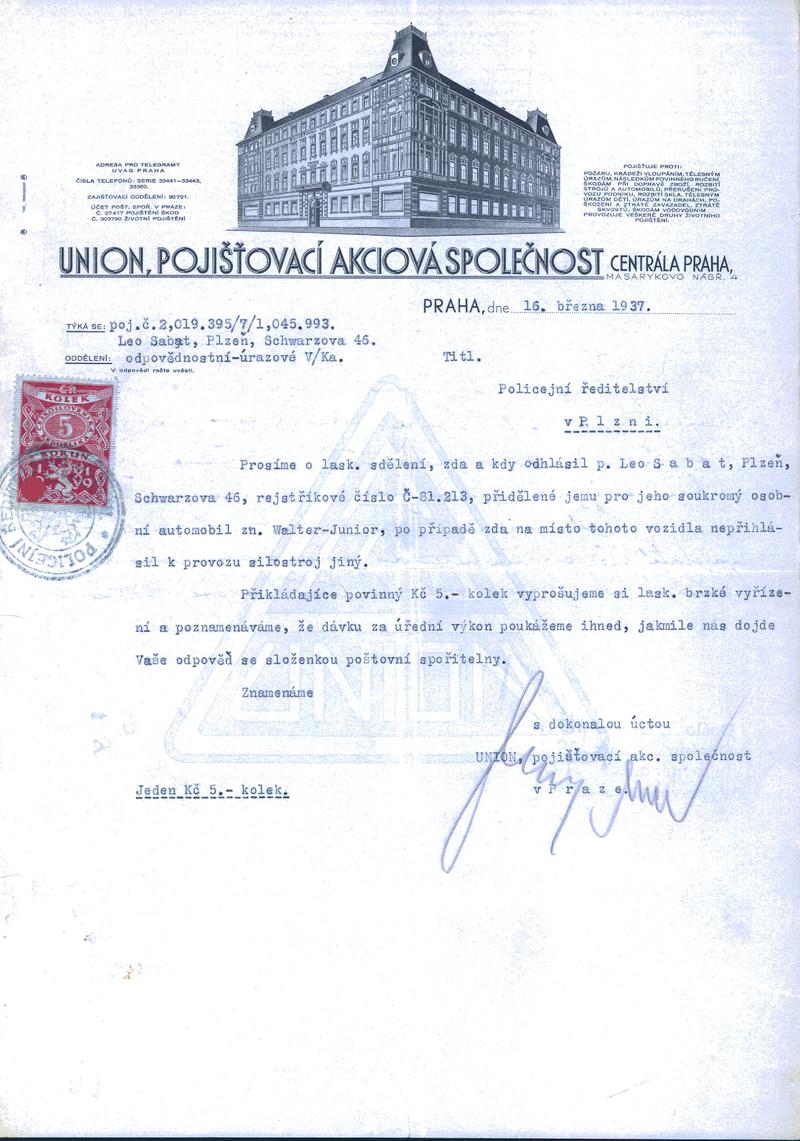 ADRESA PRO TELEGRAMY
UVAG PRAHA
ČÍSLA TELEFONŮ: SERIE 33441—33443,
33360.
ZAJIŠŤOVACÍ ODDĚLENÍ: 30721.
ÚČET POŠT. SPOŘ. V PRAZE:
Č. 27417 POJIŠTĚNÍ ŠKOD
Č. 303790 ŽIVOTNÍ POJIŠTĚNÍ
POJIŠŤUJE PROTI:
POŽÁRU, KRÁDEŽI VLOUPÁNÍM, TĚLESNÝM
ÚRAZŮM, NÁSLEDKŮM POVINNÉHO RUČENÍ,
ŠKODÁM PŘI DOPRAVĚ ZBOŽÍ, ROZBITÍ
STROJŮ A AUTOMOBILŮ, PŘERUŠENÍ PRO-
VOZU PODNIKU, ROZBITÍ SKLA, TĚLESNÝM
ÚRAZŮM DĚTÍ, ÚRAZŮM NA DRAHÁCH, PO-
ŠKOZENÍ A ZTRÁTĚ ZAVAZADEL, ZTRÁTĚ
SKVOSTŮ, ŠKODÁM VODOVODNÍM
PROVOZUJE VEŠKERÉ DRUHY ŽIVOTNÍHO
POJIŠTĚNÍ.
UNION, POJIŠŤOVACÍ AKCIOVÁ SPOLEČNOST CENTRÁLA PRAHA,
MASARYKOVO NÁBŘ. 4
PRAHA, dne 16. března 1937.
TÝKÁ SE: poj.č.2,019.395/7/1,045.993.
Leo Sabat, Plzeň, Schwarzova 46.
ODDĚLENÍ: odpovědnostní-úrazové V/Ka.
V odpovědi račte uvésti.
Titl.
Policejní ředitelství
v P l z n i.
KOLEK
ČESKOSLOVENSKÁ
REPUBLIKA
5
KORUN
1919
POLICEJNÍ ŘED
Prosíme o lask. sdělení, zda a kdy odhlásil p. Leo S a b a t, Plzeň,
Schwarzova 46, rejstříkové číslo Č-81.213, přidělené jemu pro jeho soukromý osob-
ní automobil zn. Walter-Junior, po případě zda na místo tohoto vozidla nepřihlá-
sil k provozu silostroj jiný.
Přikládajíce povinný Kč 5.- kolek vyprošujeme si lask. brzké vyříze-
ní a poznamenáváme, že dávku za úřední výkon poukážeme ihned, jakmile nás dojde
Vaše odpověď se složenkou poštovní spořitelny.
Znamenáme
s dokonalou úctou
UNION, pojišťovací akc. společnost
v P r a z e.
Jeden Kč 5.- kolek.
UNION